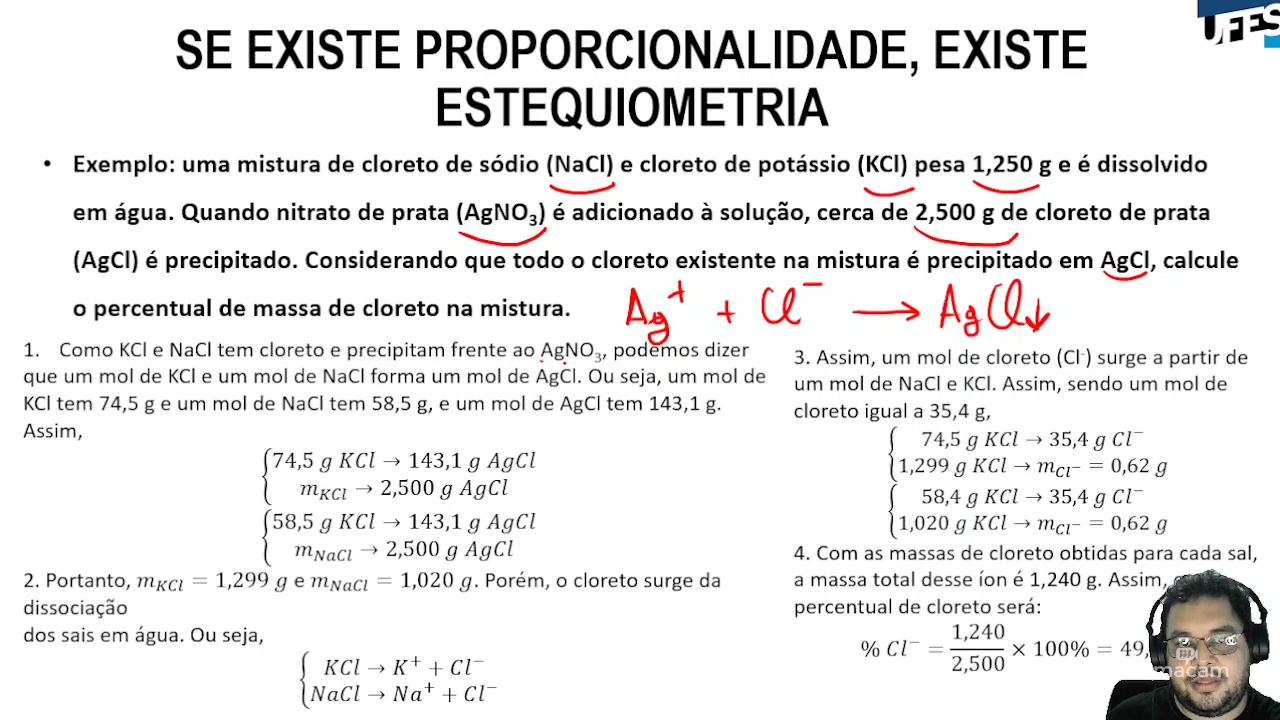 UFES
SE EXISTE PROPORCIONALIDADE, EXISTE
ESTEQUIOMETRIA
• Exemplo: uma mistura de cloreto de sódio (NaCl) e cloreto de potássio (KCl) pesa 1,250 g e é dissolvido
em água. Quando nitrato de prata (AgNO₃) é adicionado à solução, cerca de 2,500 g de cloreto de prata
(AgCl) é precipitado. Considerando que todo o cloreto existente na mistura é precipitado em AgCl, calcule
o percentual de massa de cloreto na mistura.
Ag⁺ + Cl⁻ → AgCl↓
1. Como KCl e NaCl tem cloreto e precipitam frente ao AgNO₃, podemos dizer
que um mol de KCl e um mol de NaCl forma um mol de AgCl. Ou seja, um mol de
KCl tem 74,5 g e um mol de NaCl tem 58,5 g, e um mol de AgCl tem 143,1 g.
Assim,
74,5 g KCl → 143,1 g AgCl
m_KCl → 2,500 g AgCl
58,5 g KCl → 143,1 g AgCl
m_NaCl → 2,500 g AgCl
2. Portanto, m_KCl = 1,299 g e m_NaCl = 1,020 g. Porém, o cloreto surge da
dissociação
dos sais em água. Ou seja,
KCl → K⁺ + Cl⁻
NaCl → Na⁺ + Cl⁻
3. Assim, um mol de cloreto (Cl⁻) surge a partir de
um mol de NaCl e KCl. Assim, sendo um mol de
cloreto igual a 35,4 g,
74,5 g KCl → 35,4 g Cl⁻
1,299 g KCl → m_Cl⁻ = 0,62 g
58,4 g KCl → 35,4 g Cl⁻
1,020 g KCl → m_Cl⁻ = 0,62 g
4. Com as massas de cloreto obtidas para cada sal,
a massa total desse íon é 1,240 g. Assim,
percentual de cloreto será:
% Cl⁻ = 1,240/2,500 × 100% = 49,
macam